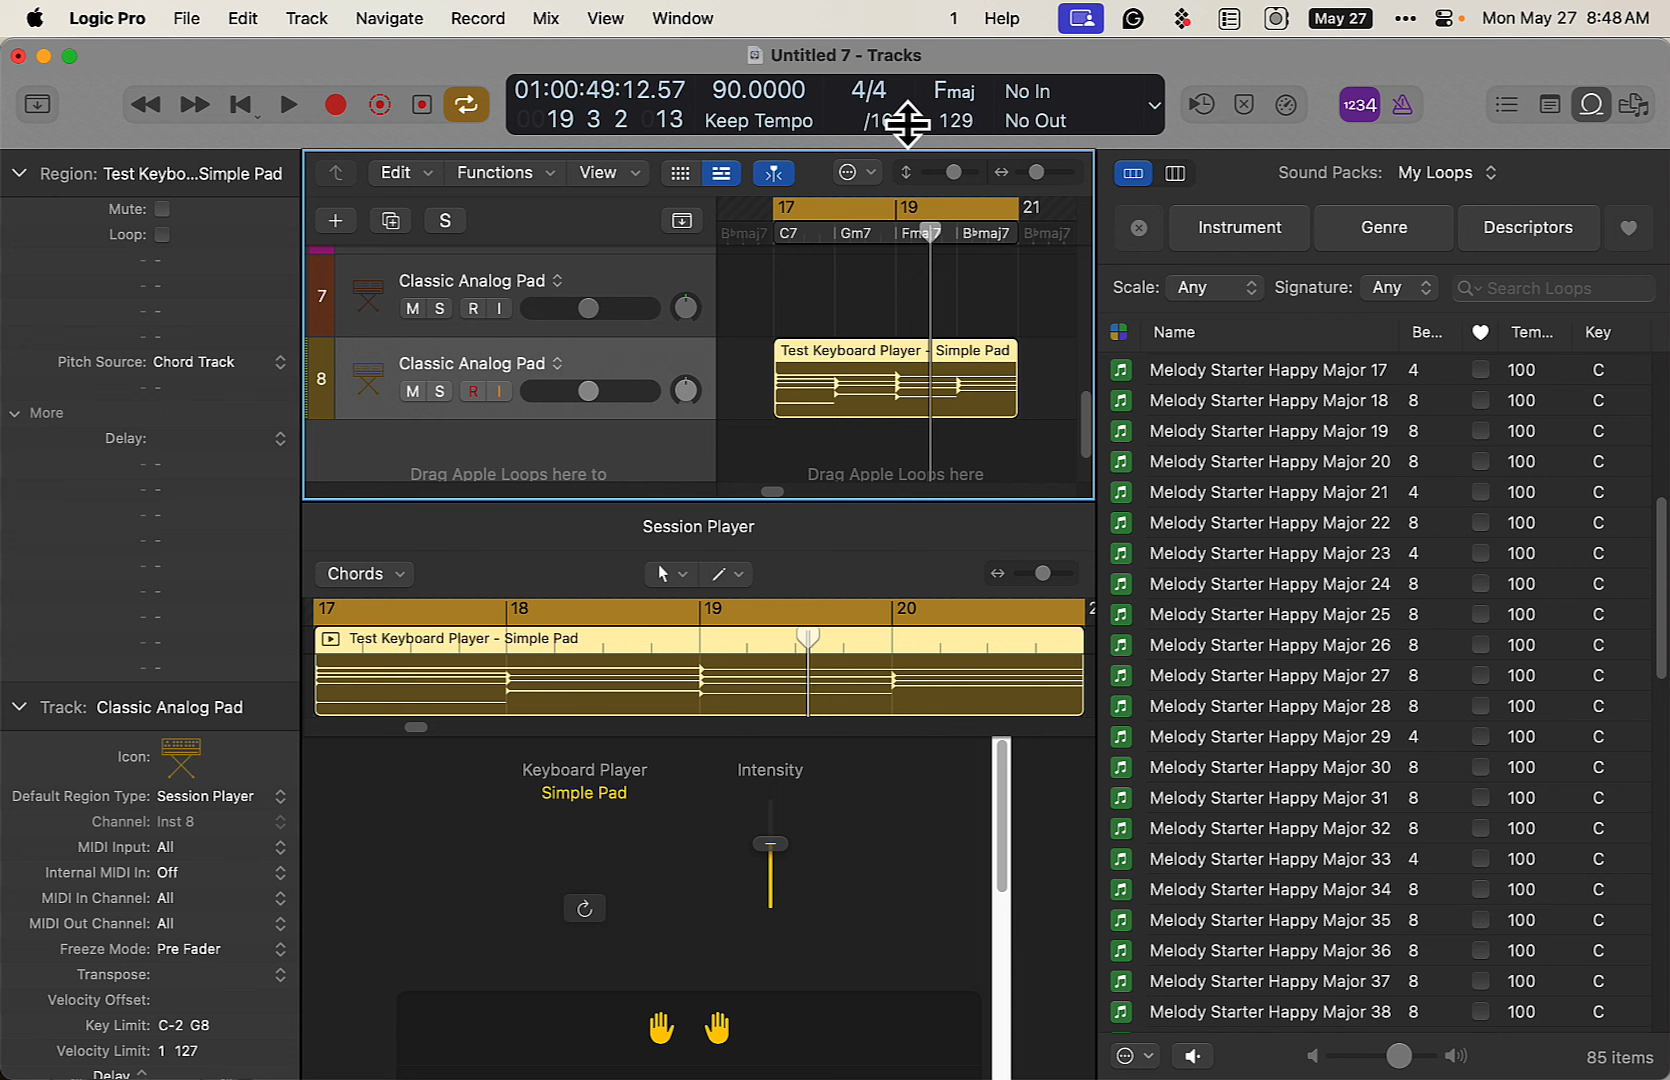 Logic Pro File Edit Track Navigate Record Mix View Window 1 Help May 27 Mon May 27 8:48 AM
Untitled 7 - Tracks
01:00:49:12.57 90.0000 4/4 Fmaj No In
0019 3 2 013 Keep Tempo /16 129 No Out
1234
Region: Test Keybo...Simple Pad
Mute:
Loop:
Pitch Source: Chord Track
More
Delay:
Track: Classic Analog Pad
Icon:
Default Region Type: Session Player
Channel: Inst 8
MIDI Input: All
Internal MIDI In: Off
MIDI In Channel: All
MIDI Out Channel: All
Freeze Mode: Pre Fader
Transpose:
Velocity Offset:
Key Limit: C-2 G8
Velocity Limit: 1 127
Delay
Edit Functions View
S 17 19 21
B♭maj7 C7 Gm7 Fmaj7 B♭maj7 B♭maj7
7 Classic Analog Pad
M S R I
8 Classic Analog Pad
M S R I
Test Keyboard Player - Simple Pad
Drag Apple Loops here to Drag Apple Loops here
Session Player
Chords
17 18 19 20 2
Test Keyboard Player - Simple Pad
Keyboard Player Intensity
Simple Pad
Sound Packs: My Loops
Instrument Genre Descriptors
Scale: Any Signature: Any Search Loops
Name Be... Tem... Key
Melody Starter Happy Major 17 4 100 C
Melody Starter Happy Major 18 8 100 C
Melody Starter Happy Major 19 8 100 C
Melody Starter Happy Major 20 8 100 C
Melody Starter Happy Major 21 4 100 C
Melody Starter Happy Major 22 8 100 C
Melody Starter Happy Major 23 4 100 C
Melody Starter Happy Major 24 8 100 C
Melody Starter Happy Major 25 8 100 C
Melody Starter Happy Major 26 8 100 C
Melody Starter Happy Major 27 8 100 C
Melody Starter Happy Major 28 8 100 C
Melody Starter Happy Major 29 4 100 C
Melody Starter Happy Major 30 8 100 C
Melody Starter Happy Major 31 8 100 C
Melody Starter Happy Major 32 8 100 C
Melody Starter Happy Major 33 4 100 C
Melody Starter Happy Major 34 8 100 C
Melody Starter Happy Major 35 8 100 C
Melody Starter Happy Major 36 8 100 C
Melody Starter Happy Major 37 8 100 C
Melody Starter Happy Major 38 8 100 C
85 items